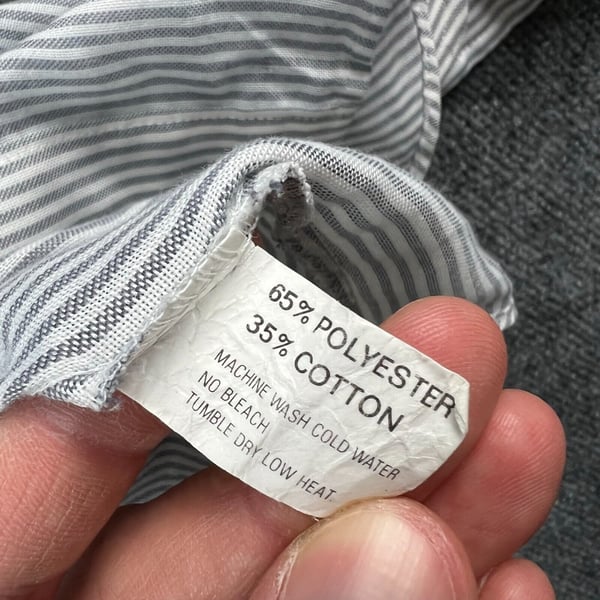 65% POLYESTER
35% COTTON
MACHINE WASH COLD WATER
NO BLEACH
TUMBLE DRY LOW HEAT.